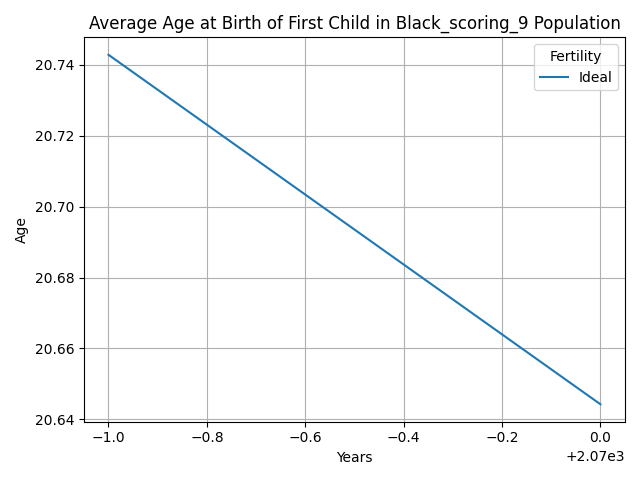 Average Age at Birth of First Child in Black_scoring_9 Population
Fertility
Ideal
20.74
20.72
20.70
20.68
20.66
20.64
Age
−1.0 −0.8 −0.6 −0.4 −0.2 0.0
+2.07e3
Years